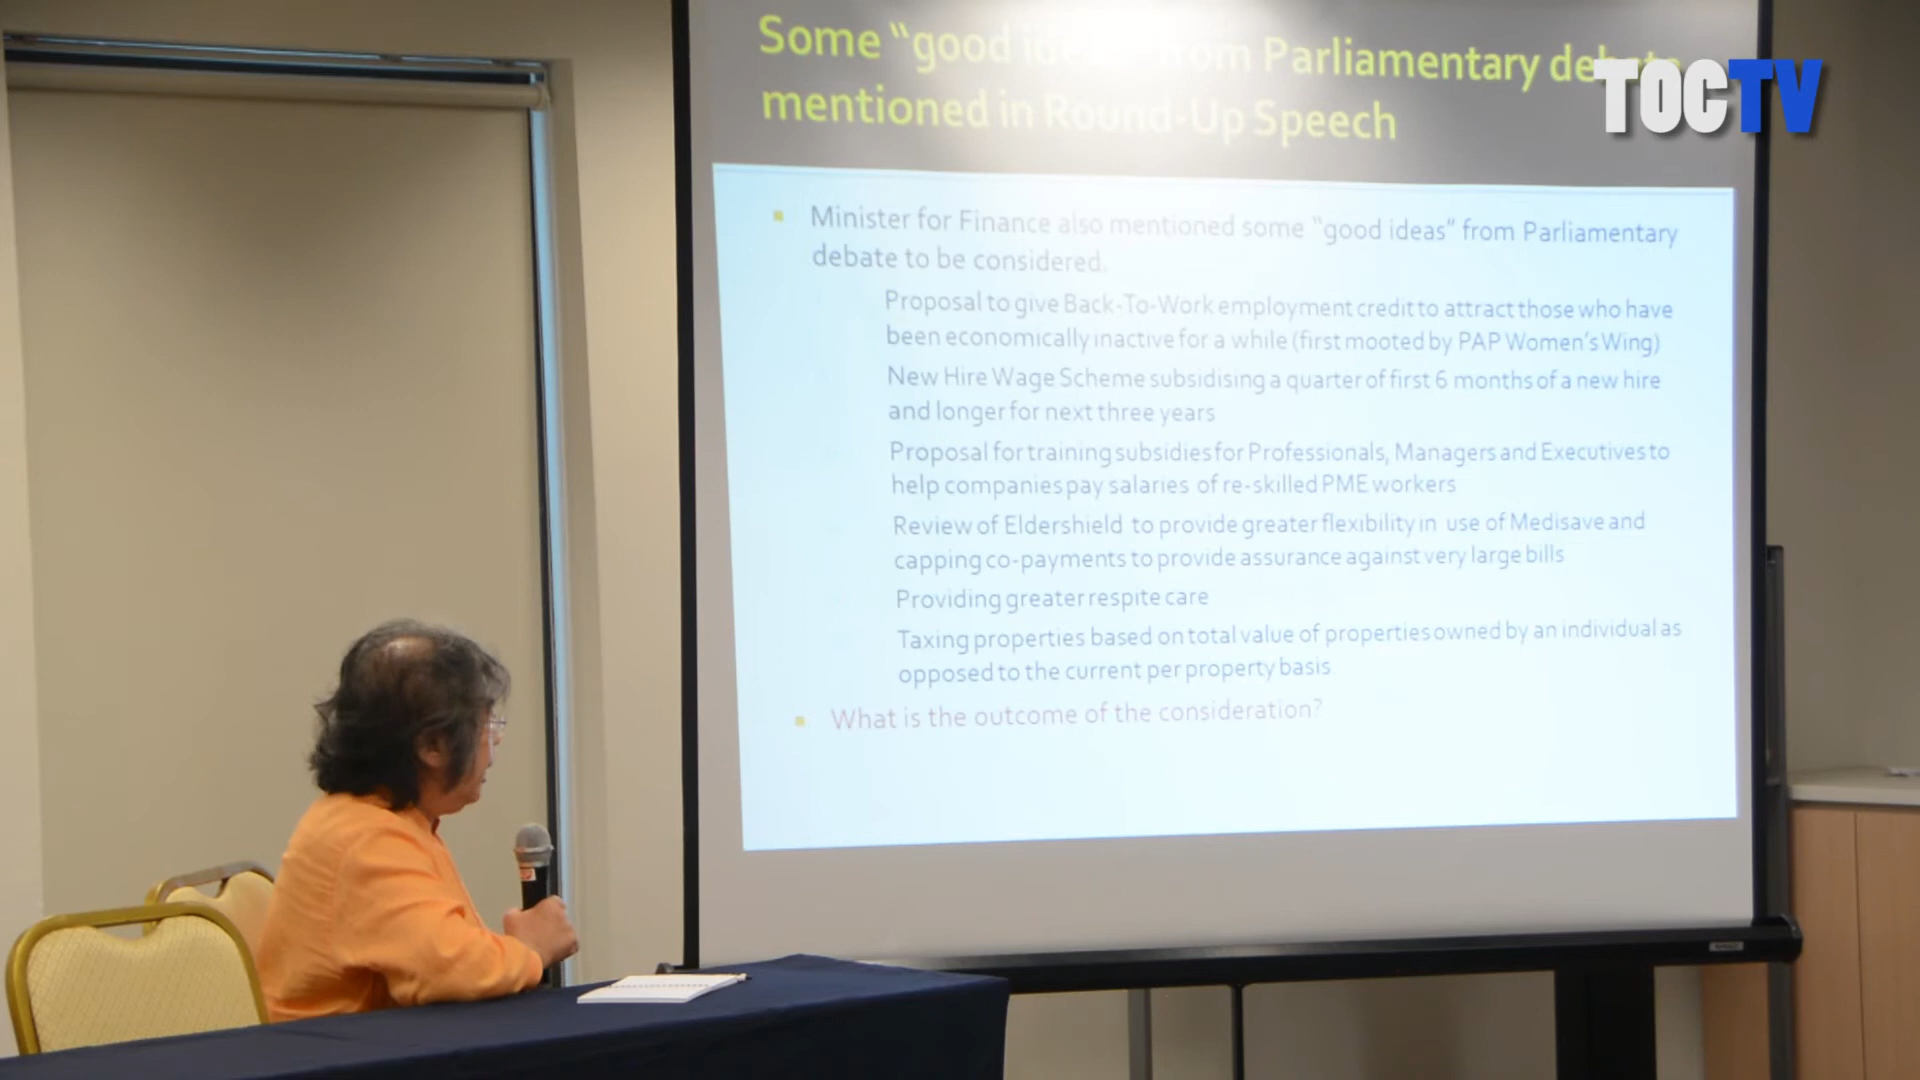 Some "good ideas" from Parliamentary debate
mentioned in Round-Up Speech
TOCTV
Minister for Finance also mentioned some "good ideas" from Parliamentary
debate to be considered.
Proposal to give Back-To-Work employment credit to attract those who have
been economically inactive for a while (first mooted by PAP Women's Wing)
New Hire Wage Scheme subsidising a quarter of first 6 months of a new hire
and longer for next three years
Proposal for training subsidies for Professionals, Managers and Executives to
help companies pay salaries of re-skilled PME workers
Review of Eldershield to provide greater flexibility in use of Medisave and
capping co-payments to provide assurance against very large bills
Providing greater respite care
Taxing properties based on total value of properties owned by an individual as
opposed to the current per property basis
What is the outcome of the consideration?